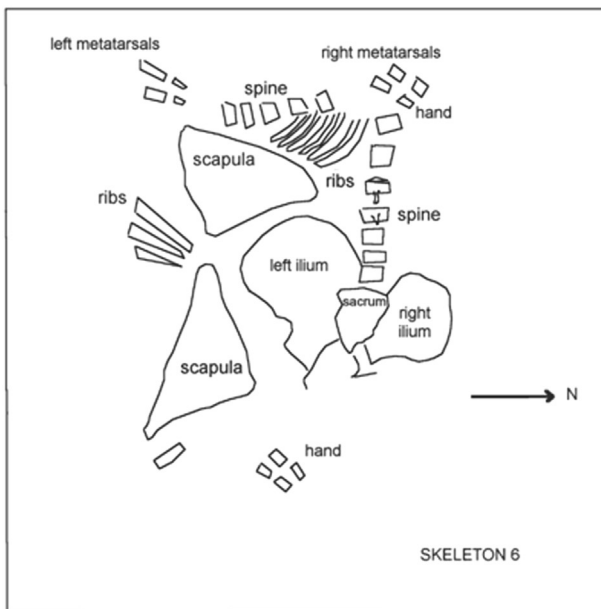 left metatarsals
right metatarsals
spine
hand
scapula
ribs
ribs
spine
left ilium
sacrum
right
ilium
scapula
N
hand
SKELETON 6